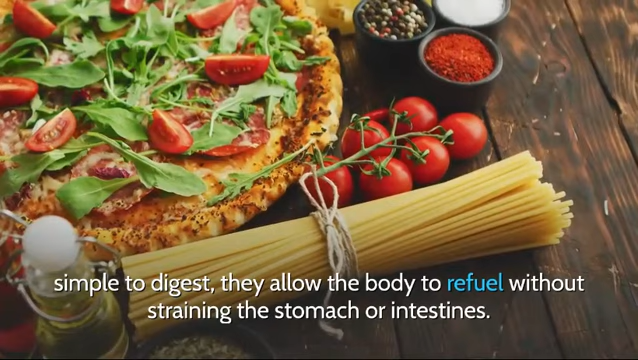 simple to digest, they allow the body to refuel without
straining the stomach or intestines.